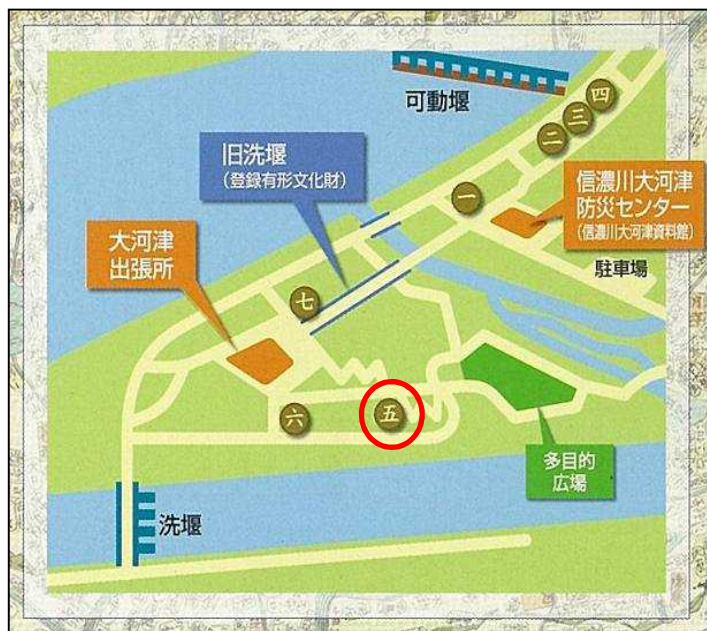 可動堰
四
三
二
一
旧洗堰
(登録有形文化財)
信濃川大河津
防災センター
(信濃川大河津資料館)
駐車場
大河津
出張所
七
六
五
多目的
広場
洗堰